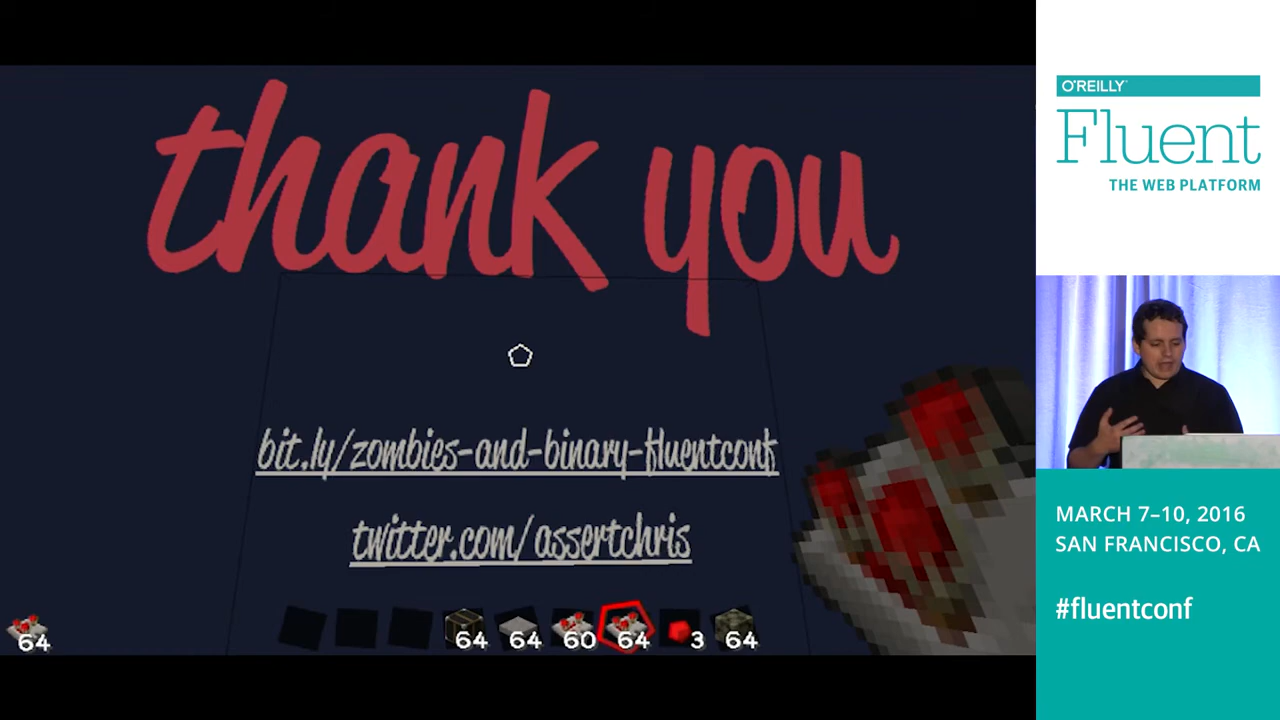 thank you
bit.ly/zombies-and-binary-fluentconf
twitter.com/assertchris
64
64
64
60
64
3
64
O'REILLY®
Fluent
THE WEB PLATFORM
MARCH 7–10, 2016
SAN FRANCISCO, CA
#fluentconf